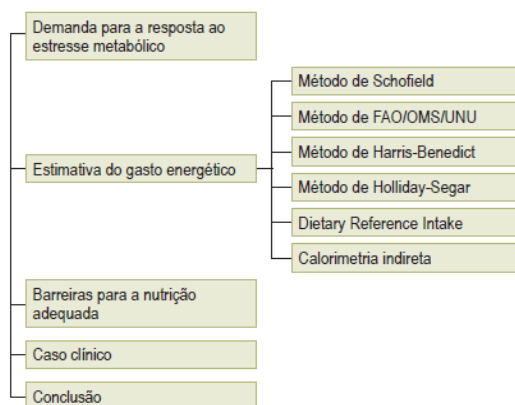 Demanda para a resposta ao
estresse metabólico
Estimativa do gasto energético
Método de Schofield
Método de FAO/OMS/UNU
Método de Harris-Benedict
Método de Holliday-Segar
Dietary Reference Intake
Calorimetria indireta
Barreiras para a nutrição
adequada
Caso clínico
Conclusão